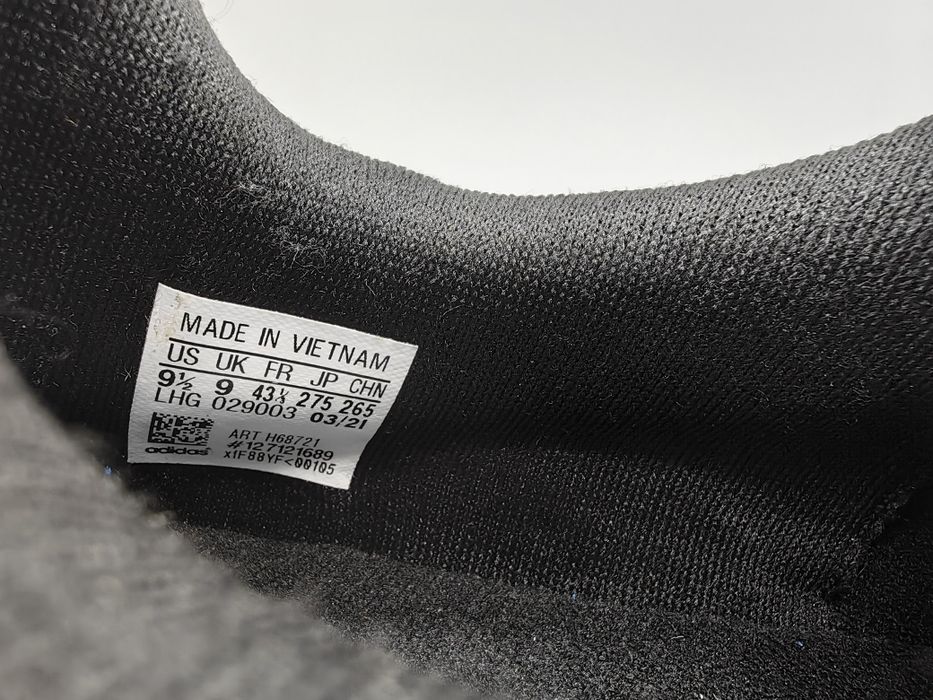 MADE IN VIETNAM
US UK FR JP CHN
9½ 9 43⅓ 275 265
LHG 029003 03/21
ART H68721
#127121689
x1F88YF<00105
adidas